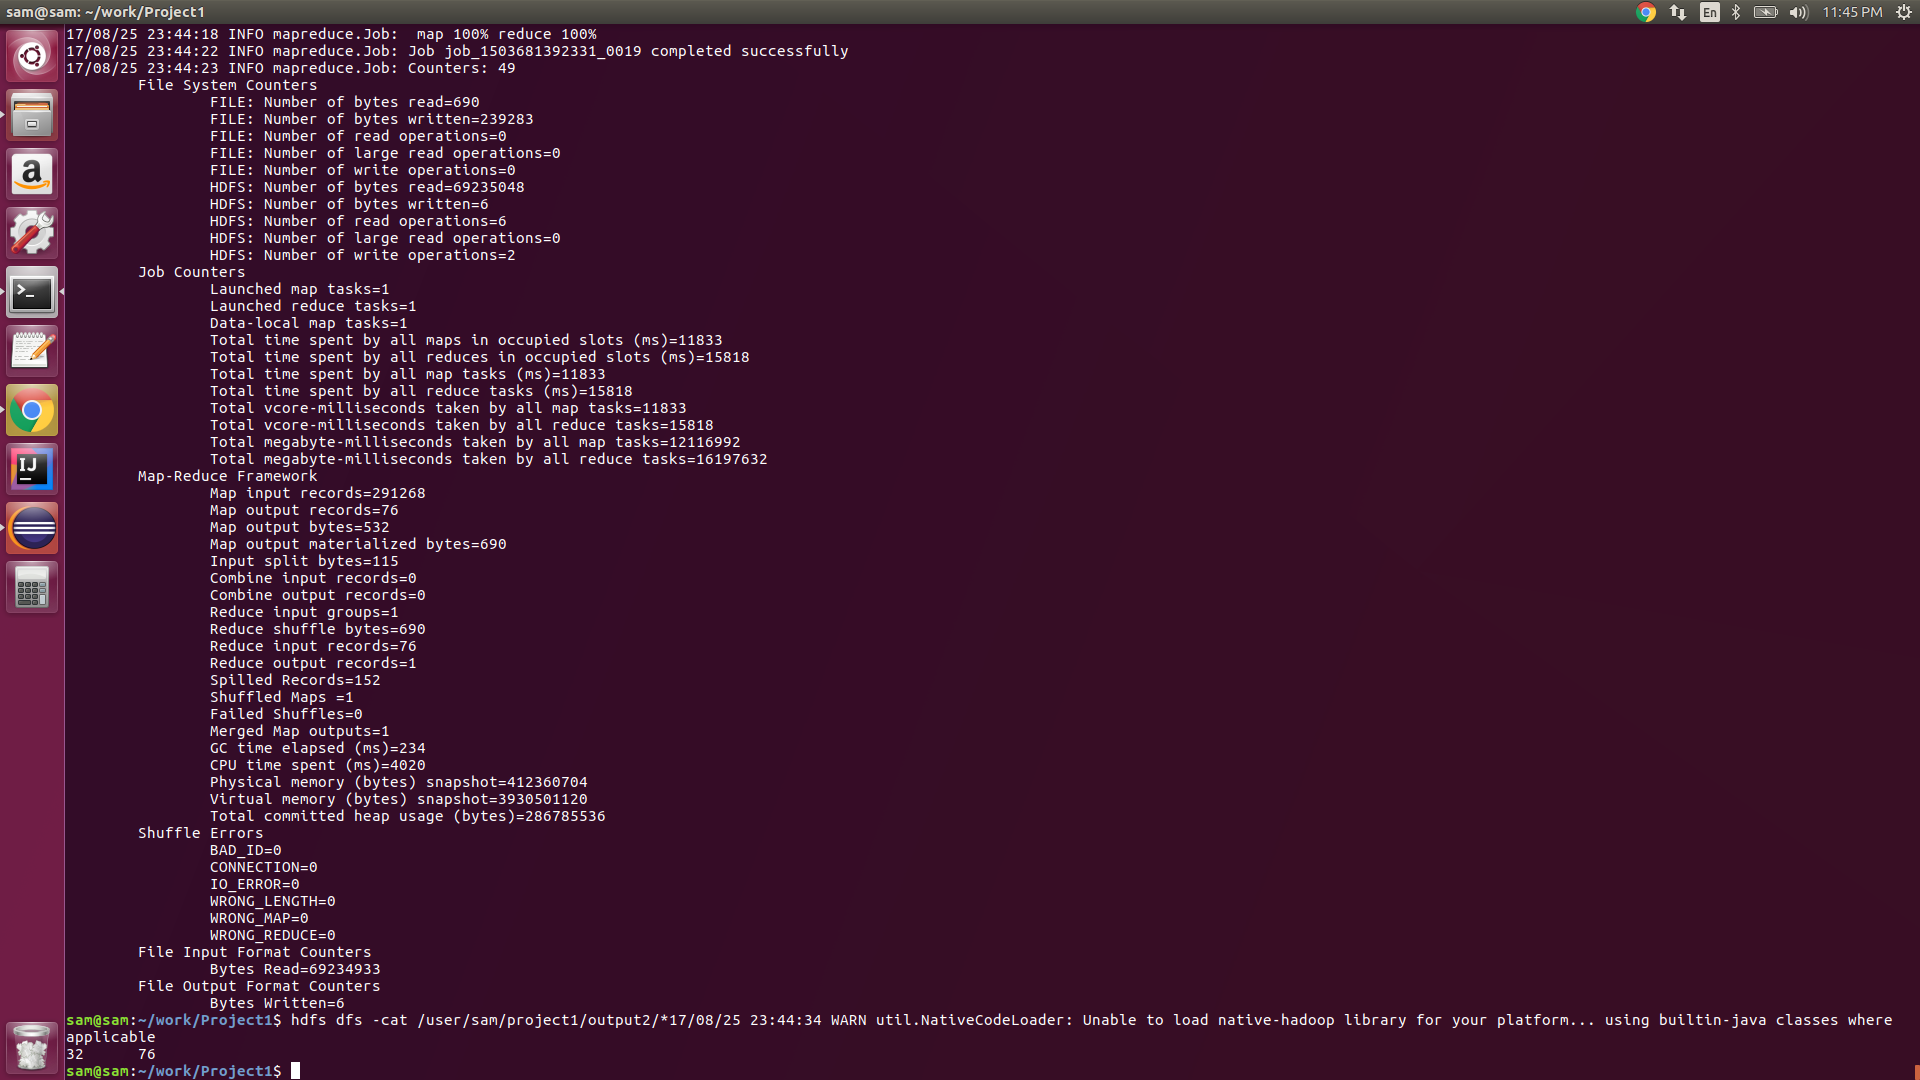 sam@sam: ~/work/Project1
En
11:45 PM
17/08/25 23:44:18 INFO mapreduce.Job:  map 100% reduce 100%
17/08/25 23:44:22 INFO mapreduce.Job: Job job_1503681392331_0019 completed successfully
17/08/25 23:44:23 INFO mapreduce.Job: Counters: 49
File System Counters
FILE: Number of bytes read=690
FILE: Number of bytes written=239283
FILE: Number of read operations=0
FILE: Number of large read operations=0
FILE: Number of write operations=0
HDFS: Number of bytes read=69235048
HDFS: Number of bytes written=6
HDFS: Number of read operations=6
HDFS: Number of large read operations=0
HDFS: Number of write operations=2
Job Counters
Launched map tasks=1
Launched reduce tasks=1
Data-local map tasks=1
Total time spent by all maps in occupied slots (ms)=11833
Total time spent by all reduces in occupied slots (ms)=15818
Total time spent by all map tasks (ms)=11833
Total time spent by all reduce tasks (ms)=15818
Total vcore-milliseconds taken by all map tasks=11833
Total vcore-milliseconds taken by all reduce tasks=15818
Total megabyte-milliseconds taken by all map tasks=12116992
Total megabyte-milliseconds taken by all reduce tasks=16197632
Map-Reduce Framework
Map input records=291268
Map output records=76
Map output bytes=532
Map output materialized bytes=690
Input split bytes=115
Combine input records=0
Combine output records=0
Reduce input groups=1
Reduce shuffle bytes=690
Reduce input records=76
Reduce output records=1
Spilled Records=152
Shuffled Maps =1
Failed Shuffles=0
Merged Map outputs=1
GC time elapsed (ms)=234
CPU time spent (ms)=4020
Physical memory (bytes) snapshot=412360704
Virtual memory (bytes) snapshot=3930501120
Total committed heap usage (bytes)=286785536
Shuffle Errors
BAD_ID=0
CONNECTION=0
IO_ERROR=0
WRONG_LENGTH=0
WRONG_MAP=0
WRONG_REDUCE=0
File Input Format Counters
Bytes Read=69234933
File Output Format Counters
Bytes Written=6
sam@sam:~/work/Project1$ hdfs dfs -cat /user/sam/project1/output2/*17/08/25 23:44:34 WARN util.NativeCodeLoader: Unable to load native-hadoop library for your platform... using builtin-java classes where
applicable
32      76
sam@sam:~/work/Project1$
a
IJ